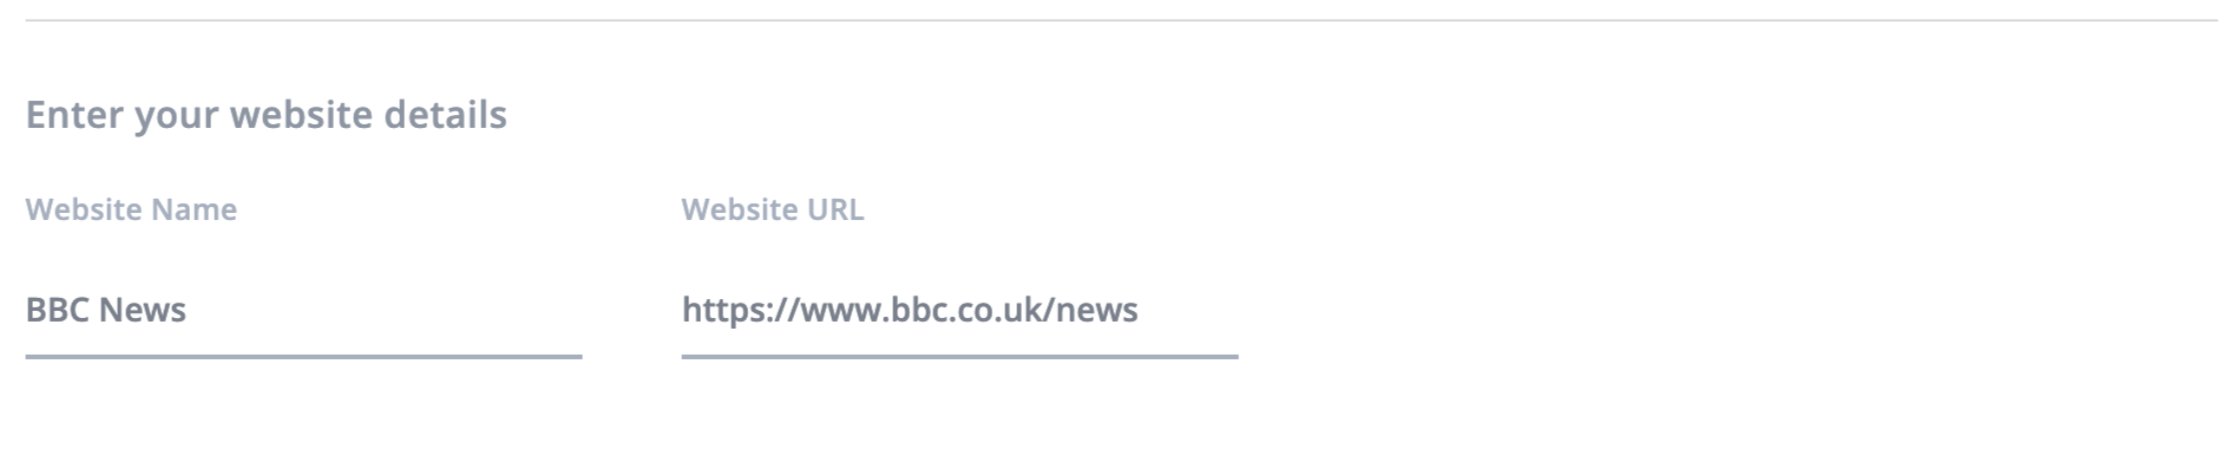 Enter your website details
Website Name
Website URL
BBC News
https://www.bbc.co.uk/news